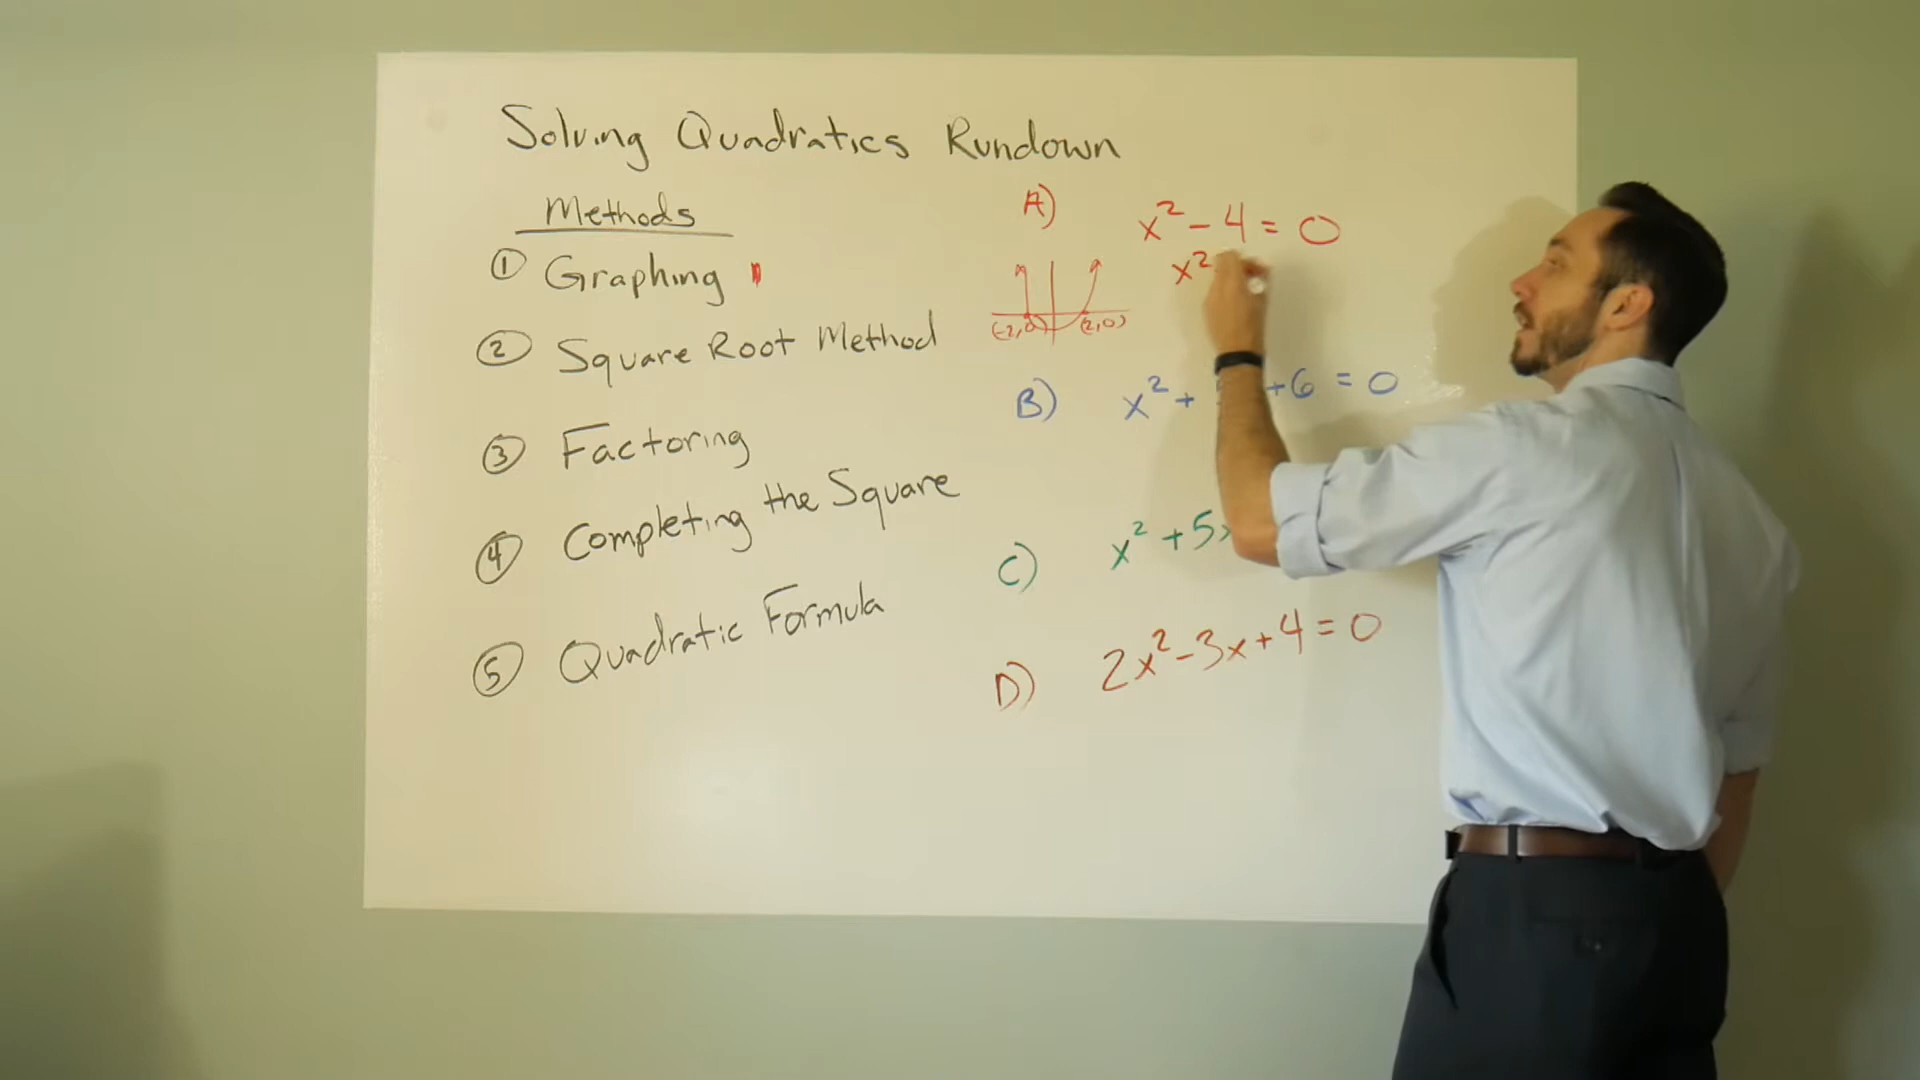 Solving Quadratics Rundown
Methods
① Graphing
② Square Root Method
③ Factoring
④ Completing the Square
⑤ Quadratic Formula
A) x² - 4 = 0
x²
(-2,0) (2,0)
B) x² + +6 = 0
C) x² +5x
D) 2x² - 3x + 4 = 0